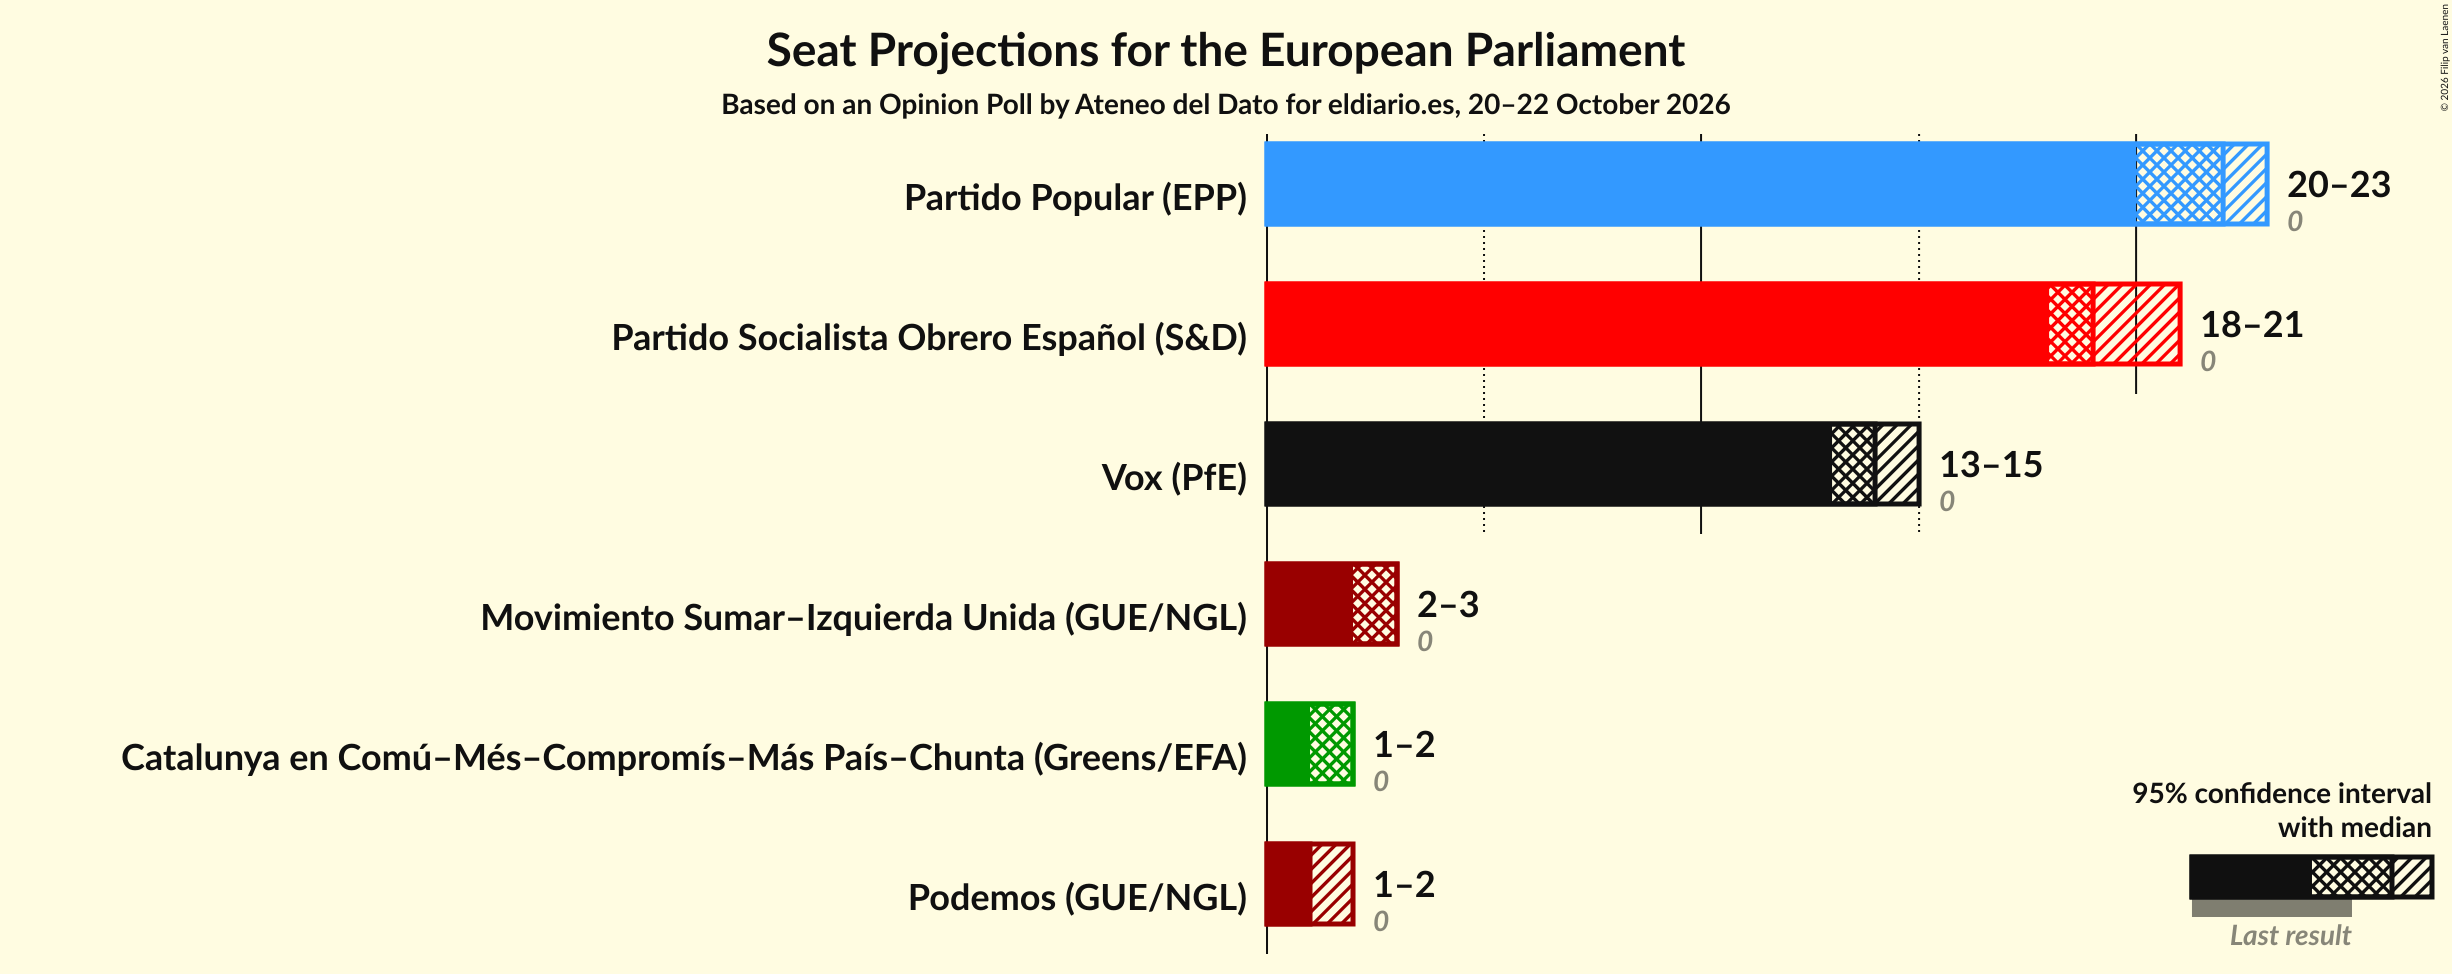 Seat Projections for the European Parliament
Based on an Opinion Poll by Ateneo del Dato for eldiario.es, 20–22 October 2026
© 2026 Filip van Laenen
Partido Popular (EPP)
20–23
0
Partido Socialista Obrero Español (S&D)
18–21
0
Vox (PfE)
13–15
0
Movimiento Sumar–Izquierda Unida (GUE/NGL)
2–3
0
Catalunya en Comú–Més–Compromís–Más País–Chunta (Greens/EFA)
1–2
0
Podemos (GUE/NGL)
1–2
0
95% confidence interval
with median
Last result